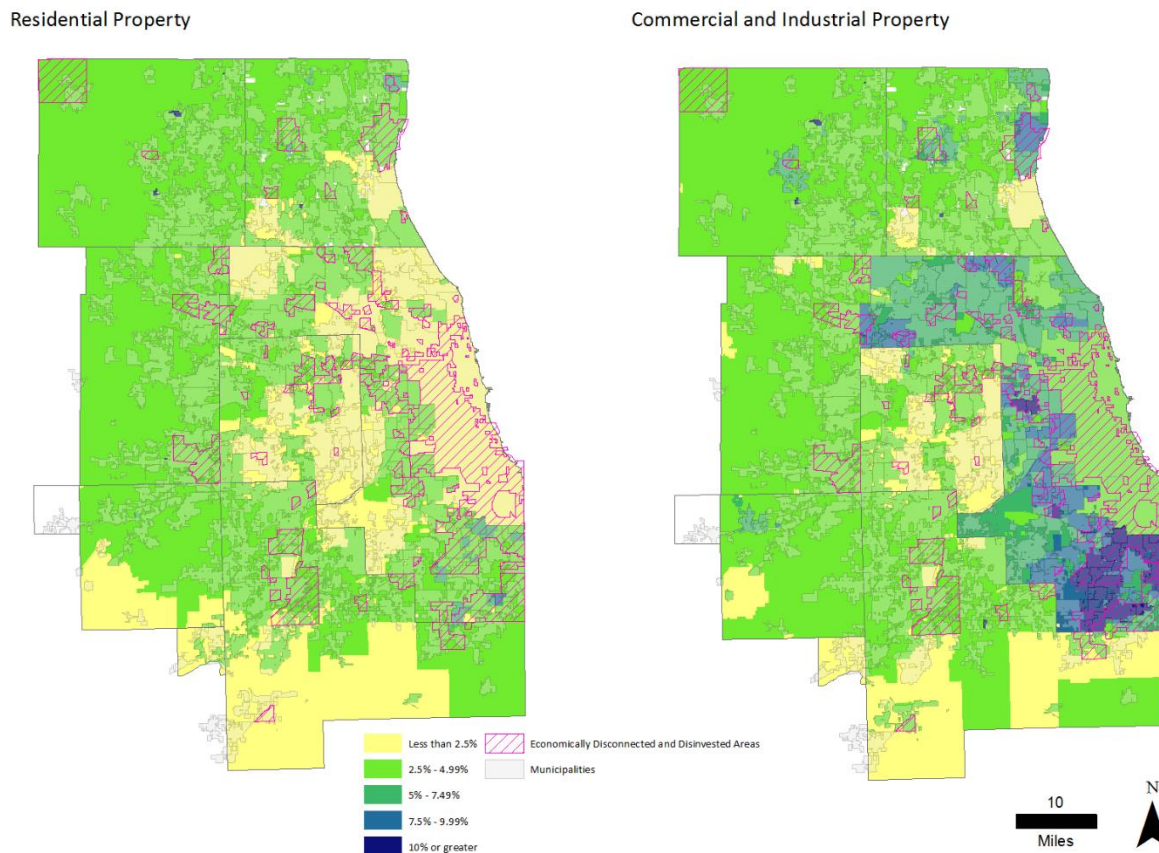 Residential Property
Commercial and Industrial Property
Less than 2.5%
2.5% - 4.99%
5% - 7.49%
7.5% - 9.99%
10% or greater
Economically Disconnected and Disinvested Areas
Municipalities
10
Miles
N